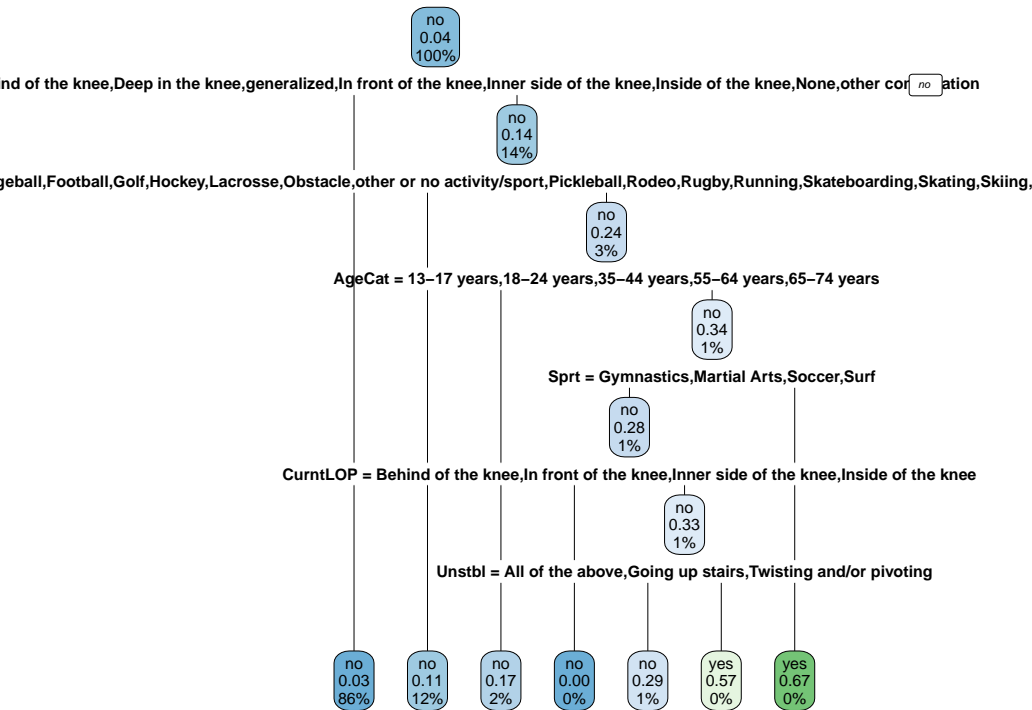 no
0.04
100%
ind of the knee,Deep in the knee,generalized,In front of the knee,Inner side of the knee,Inside of the knee,None,other cor no ation
no
0.14
14%
geball,Football,Golf,Hockey,Lacrosse,Obstacle,other or no activity/sport,Pickleball,Rodeo,Rugby,Running,Skateboarding,Skating,Skiing,
no
0.24
3%
AgeCat = 13−17 years,18−24 years,35−44 years,55−64 years,65−74 years
no
0.34
1%
Sprt = Gymnastics,Martial Arts,Soccer,Surf
no
0.28
1%
CurntLOP = Behind of the knee,In front of the knee,Inner side of the knee,Inside of the knee
no
0.33
1%
Unstbl = All of the above,Going up stairs,Twisting and/or pivoting
no no no no no yes yes
0.03 0.11 0.17 0.00 0.29 0.57 0.67
86% 12% 2% 0% 1% 0% 0%